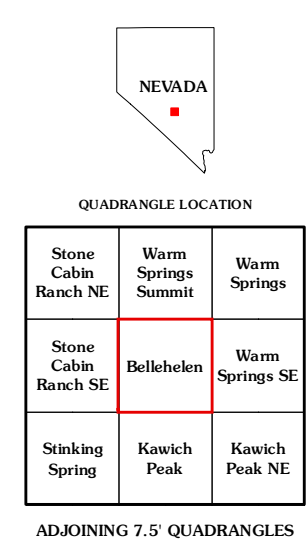 NEVADA
QUADRANGLE LOCATION
Stone
Cabin
Ranch NE
Warm
Springs
Summit
Warm
Springs
Stone
Cabin
Ranch SE
Bellehelen
Warm
Springs SE
Stinking
Spring
Kawich
Peak
Kawich
Peak NE
ADJOINING 7.5' QUADRANGLES